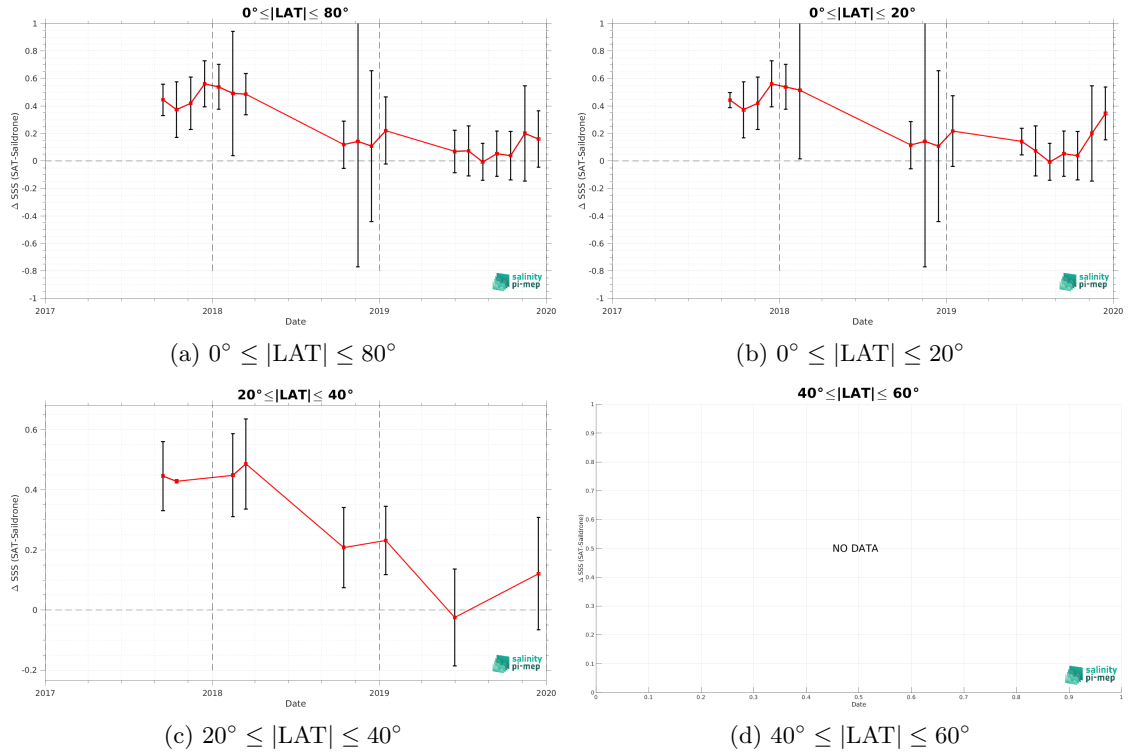 0°≤|LAT|≤ 80°
1
0.8
0.6
0.4
0.2
0
-0.2
-0.4
-0.6
-0.8
-1
Δ SSS (SAT-Saildrone)
2017
2018
2019
2020
Date
salinity
pi-mep
(a) 0° ≤ |LAT| ≤ 80°
0°≤|LAT|≤ 20°
1
0.8
0.6
0.4
0.2
0
-0.2
-0.4
-0.6
-0.8
-1
Δ SSS (SAT-Saildrone)
2017
2018
2019
2020
Date
salinity
pi-mep
(b) 0° ≤ |LAT| ≤ 20°
20°≤|LAT|≤ 40°
0.6
0.4
0.2
0
-0.2
Δ SSS (SAT-Saildrone)
2017
2018
2019
2020
Date
salinity
pi-mep
(c) 20° ≤ |LAT| ≤ 40°
40°≤|LAT|≤ 60°
1
0.9
0.8
0.7
0.6
0.5
0.4
0.3
0.2
0.1
0
Δ SSS (SAT-Saildrone)
NO DATA
0
0.1
0.2
0.3
0.4
0.5
0.6
0.7
0.8
0.9
1
Date
salinity
pi-mep
(d) 40° ≤ |LAT| ≤ 60°